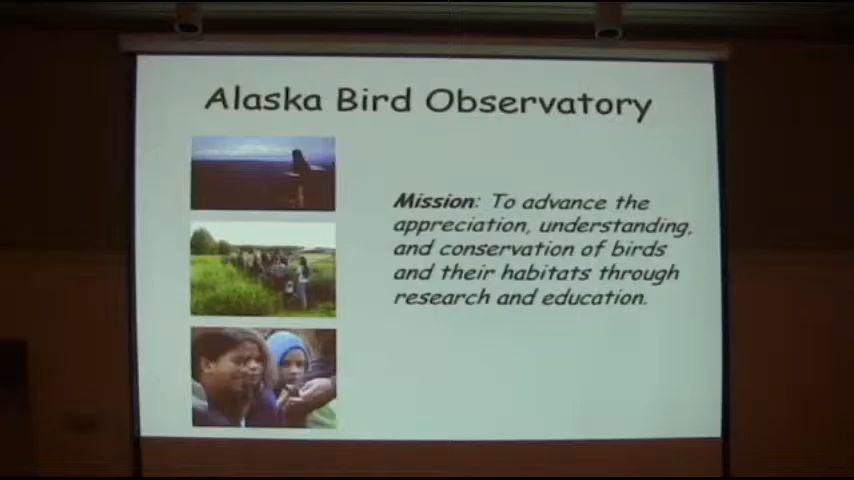 Alaska Bird Observatory
Mission: To advance the
appreciation, understanding,
and conservation of birds
and their habitats through
research and education.